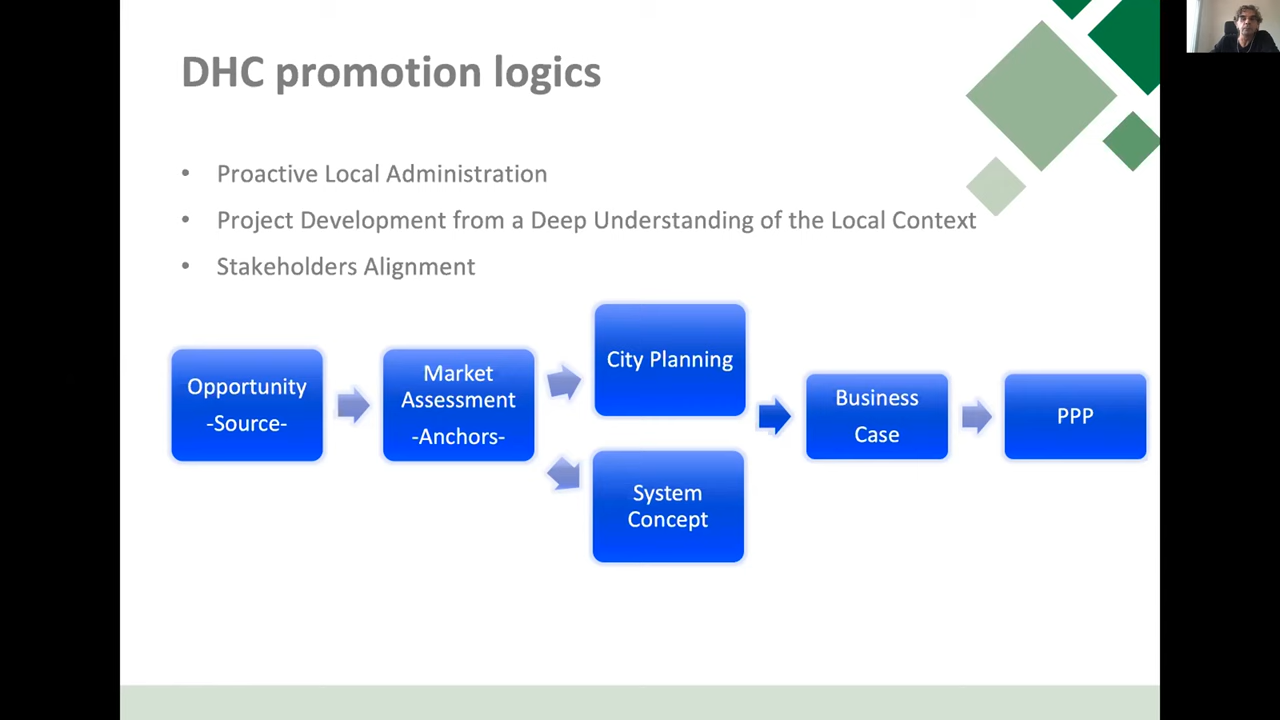 DHC promotion logics
• Proactive Local Administration
• Project Development from a Deep Understanding of the Local Context
• Stakeholders Alignment
Opportunity
-Source-
Market
Assessment
-Anchors-
City Planning
System
Concept
Business
Case
PPP